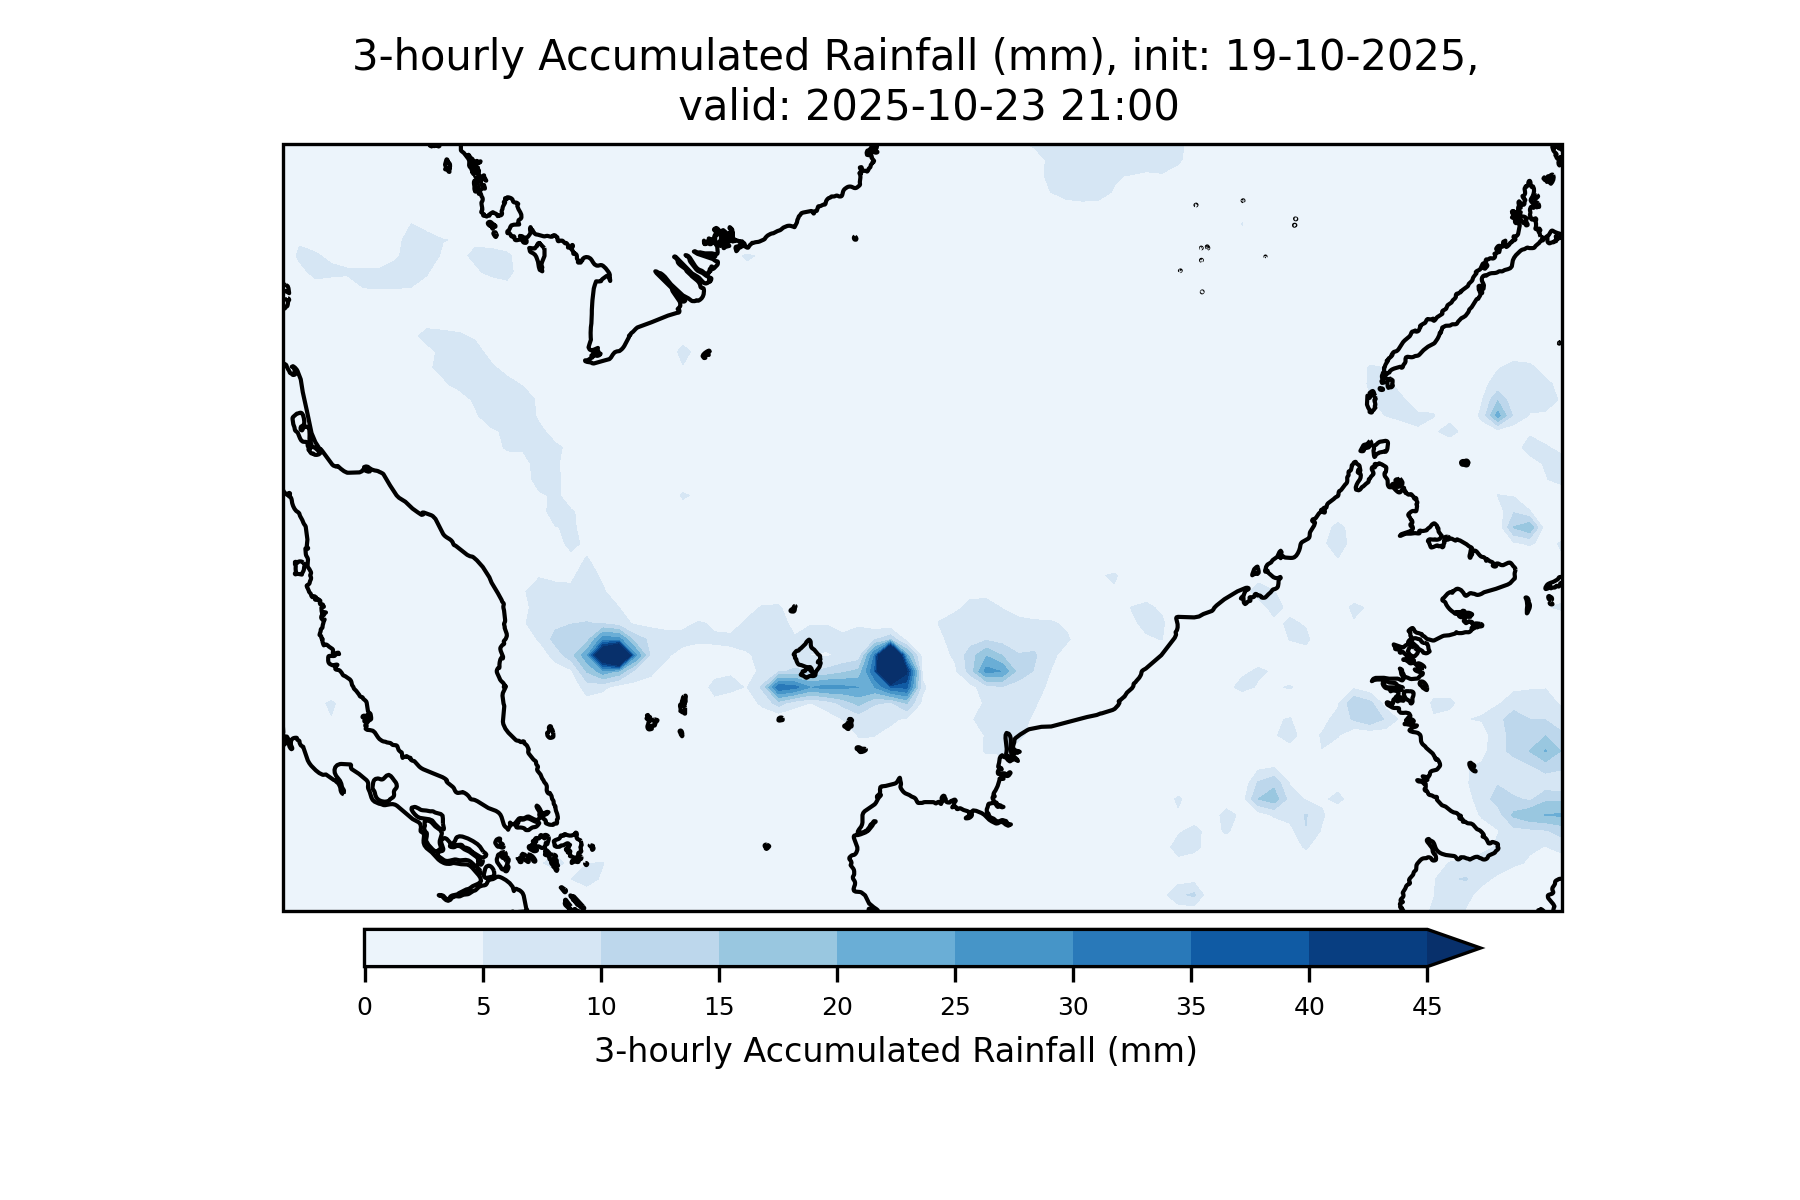 3-hourly Accumulated Rainfall (mm), init: 19-10-2025,
valid: 2025-10-23 21:00
0 5 10 15 20 25 30 35 40 45
3-hourly Accumulated Rainfall (mm)